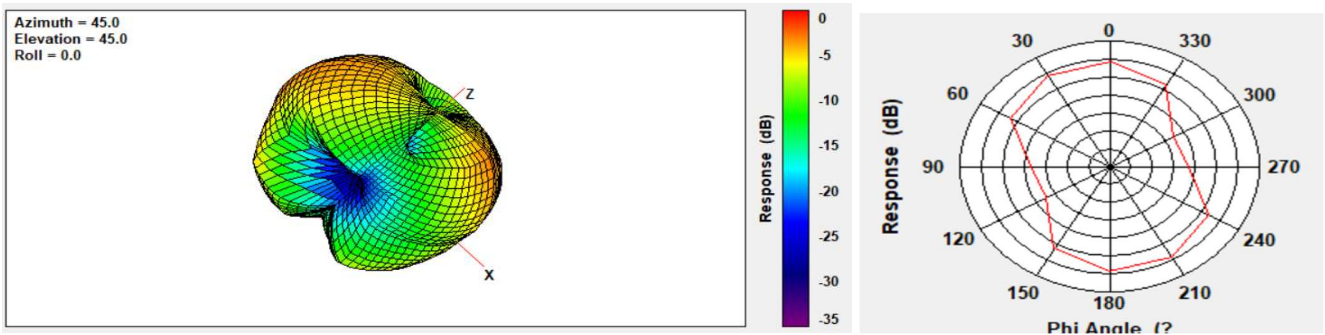 Azimuth = 45.0
Elevation = 45.0
Roll = 0.0
Z
X
Response (dB)
0
-5
-10
-15
-20
-25
-30
-35
Response (dB)
0
30
330
60
300
90
270
120
240
150
210
180
Phi Angle (?